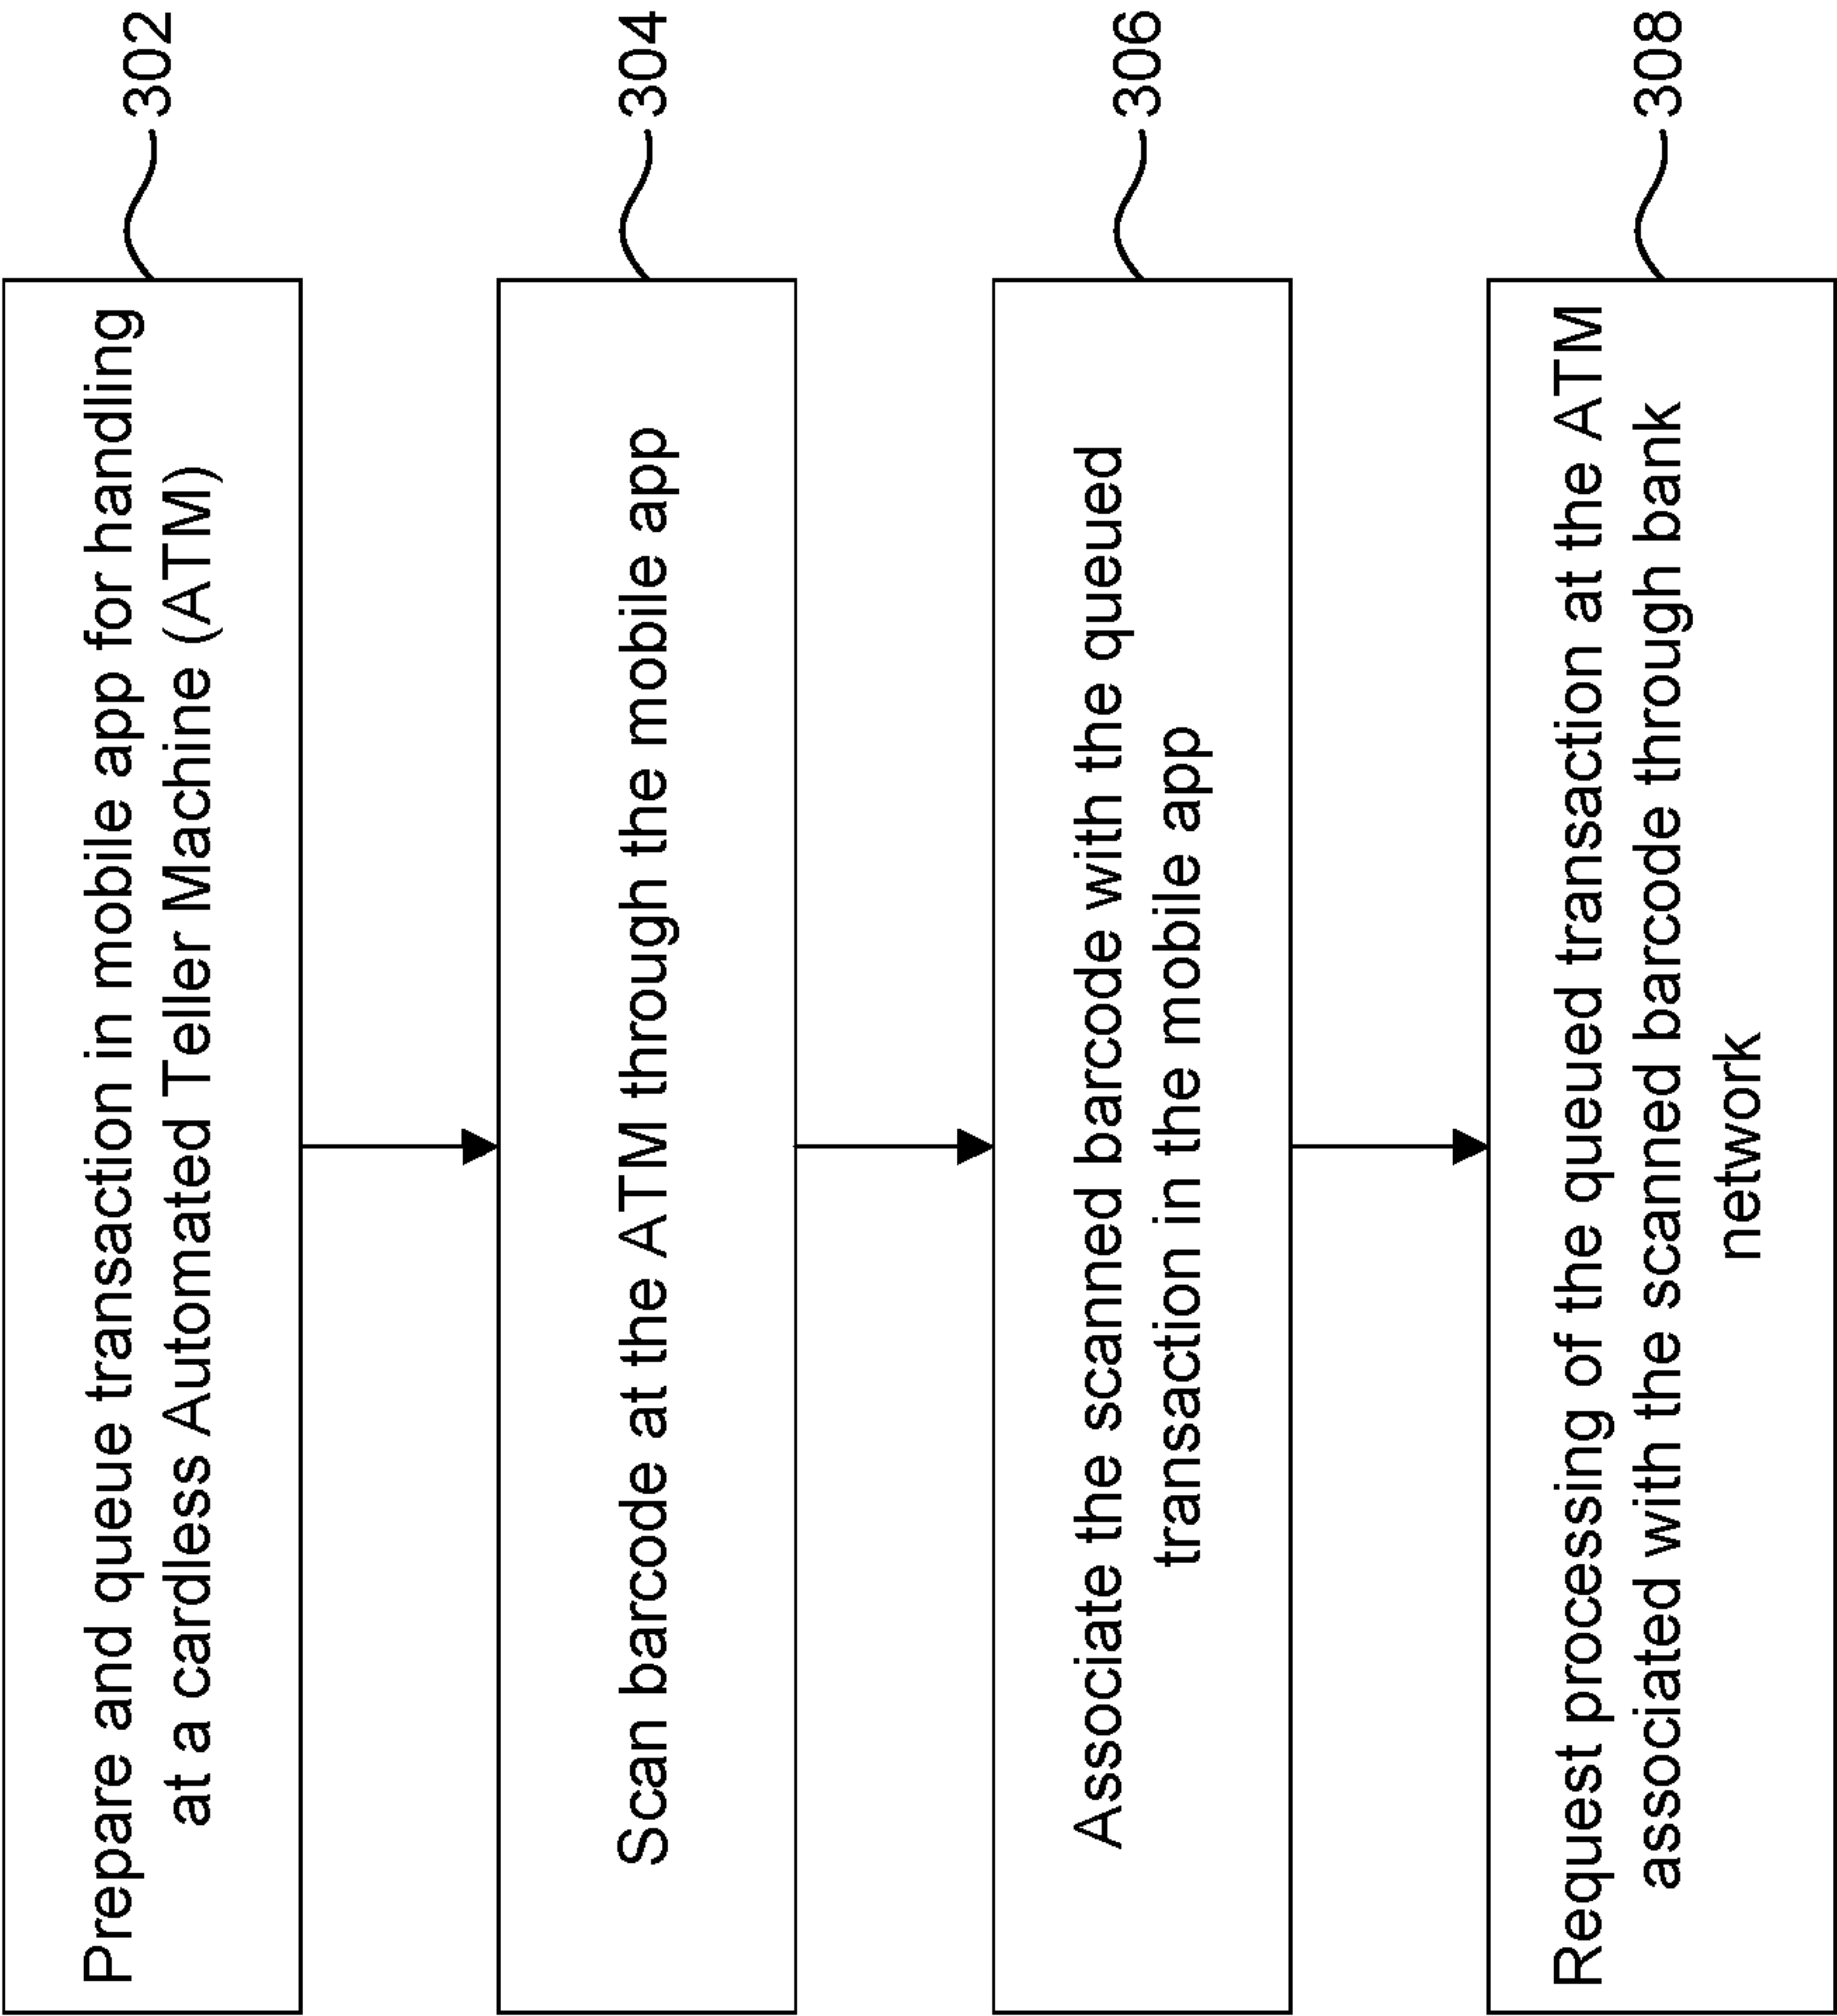 Prepare and queue transaction in mobile app for handling
at a cardless Automated Teller Machine (ATM)
302
Scan barcode at the ATM through the mobile app
304
Associate the scanned barcode with the queued
transaction in the mobile app
306
Request processing of the queued transaction at the ATM
associated with the scanned barcode through bank
network
308